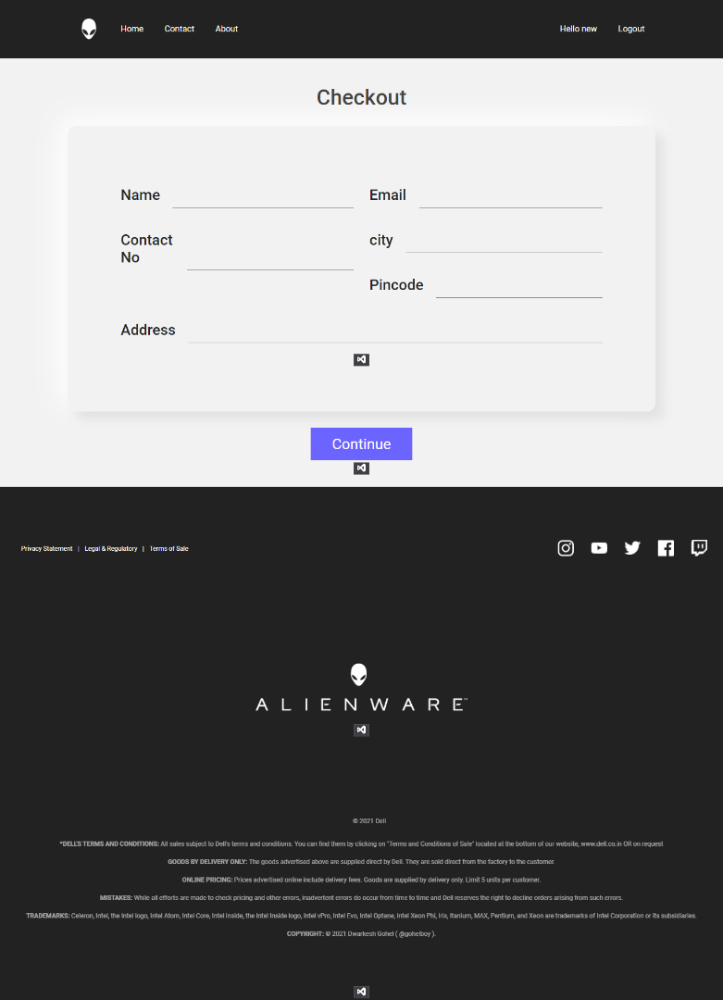 Home Contact About Hello new Logout
Checkout
Name Email
Contact No city
Pincode
Address
Continue
Privacy Statement | Legal & Regulatory | Terms of Sale
ALIENWARE™
© 2021 Dell
*DELL'S TERMS AND CONDITIONS: All sales subject to Dell's terms and conditions. You can find them by clicking on "Terms and Conditions of Sale" located at the bottom of our website, www.dell.co.in OR on request
GOODS BY DELIVERY ONLY: The goods advertised above are supplied direct by Dell. They are sold direct from the factory to the customer.
ONLINE PRICING: Prices advertised online include delivery fees. Goods are supplied by delivery only. Limit 5 units per customer.
MISTAKES: While all efforts are made to check pricing and other errors, inadvertent errors do occur from time to time and Dell reserves the right to decline orders arising from such errors.
TRADEMARKS: Celeron, Intel, the Intel logo, Intel Atom, Intel Core, Intel Inside, the Intel Inside logo, Intel vPro, Intel Evo, Intel Optane, Intel Xeon Phi, Iris, Itanium, MAX, Pentium, and Xeon are trademarks of Intel Corporation or its subsidiaries.
COPYRIGHT: © 2021 Dwarkesh Gohel ( @gohelboy ).